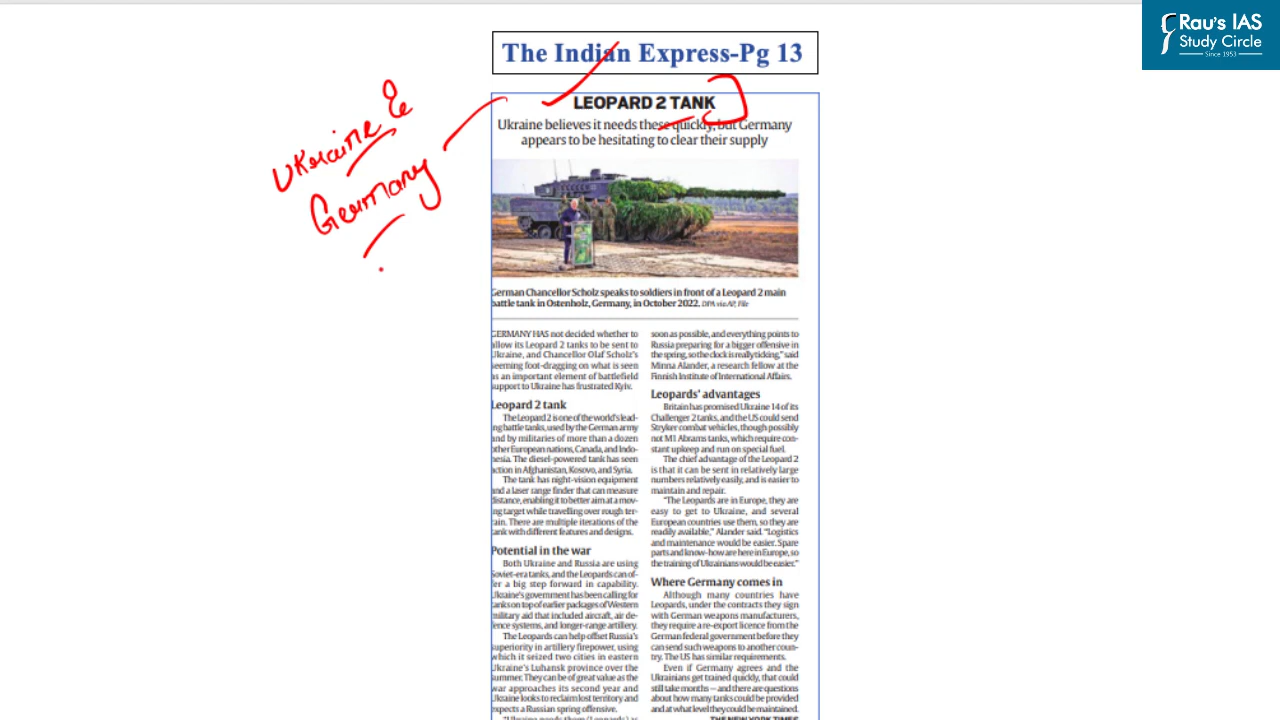 Rau's IAS
Study Circle
Since 1953
The Indian Express-Pg 13
Ukraine &
Germany
LEOPARD 2 TANK
Ukraine believes it needs these quickly, but Germany
appears to be hesitating to clear their supply
German Chancellor Scholz speaks to soldiers in front of a Leopard 2 main
battle tank in Ostenholz, Germany, in October 2022. DPA via AP, File
GERMANY HAS not decided whether to
allow its Leopard 2 tanks to be sent to
Ukraine, and Chancellor Olaf Scholz's
seeming foot-dragging on what is seen
as an important element of battlefield
support to Ukraine has frustrated Kyiv.
Leopard 2 tank
The Leopard 2 is one of the world's lead-
ing battle tanks, used by the German army
and by militaries of more than a dozen
other European nations, Canada, and Indo-
nesia. The diesel-powered tank has seen
action in Afghanistan, Kosovo, and Syria.
The tank has night-vision equipment
and a laser range finder that can measure
distance, enabling it to better aim at a mov-
ing target while travelling over rough ter-
rain. There are multiple iterations of the
tank with different features and designs.
Potential in the war
Both Ukraine and Russia are using
Soviet-era tanks, and the Leopards can of-
fer a big step forward in capability.
Ukraine's government has been calling for
tanks on top of earlier packages of Western
military aid that included aircraft, air de-
fence systems, and longer-range artillery.
The Leopards can help offset Russia's
superiority in artillery firepower, using
which it seized two cities in eastern
Ukraine's Luhansk province over the
summer. They can be of great value as the
war approaches its second year and
Ukraine looks to reclaim lost territory and
expects a Russian spring offensive.
"Ukraine needs them (Leopards) as
soon as possible, and everything points to
Russia preparing for a bigger offensive in
the spring, so the clock is really ticking," said
Minna Alander, a research fellow at the
Finnish Institute of International Affairs.
Leopards' advantages
Britain has promised Ukraine 14 of its
Challenger 2 tanks, and the US could send
Stryker combat vehicles, though possibly
not M1 Abrams tanks, which require con-
stant upkeep and run on special fuel.
The chief advantage of the Leopard 2
is that it can be sent in relatively large
numbers relatively easily, and is easier to
maintain and repair.
"The Leopards are in Europe, they are
easy to get to Ukraine, and several
European countries use them, so they are
readily available," Alander said. "Logistics
and maintenance would be easier. Spare
parts and know-how are here in Europe, so
the training of Ukrainians would be easier."
Where Germany comes in
Although many countries have
Leopards, under the contracts they sign
with German weapons manufacturers,
they require a re-export licence from the
German federal government before they
can send such weapons to another coun-
try. The US has similar requirements.
Even if Germany agrees and the
Ukrainians get trained quickly, that could
still take months — and there are questions
about how many tanks could be provided
and at what level they could be maintained.
THE NEW YORK TIMES